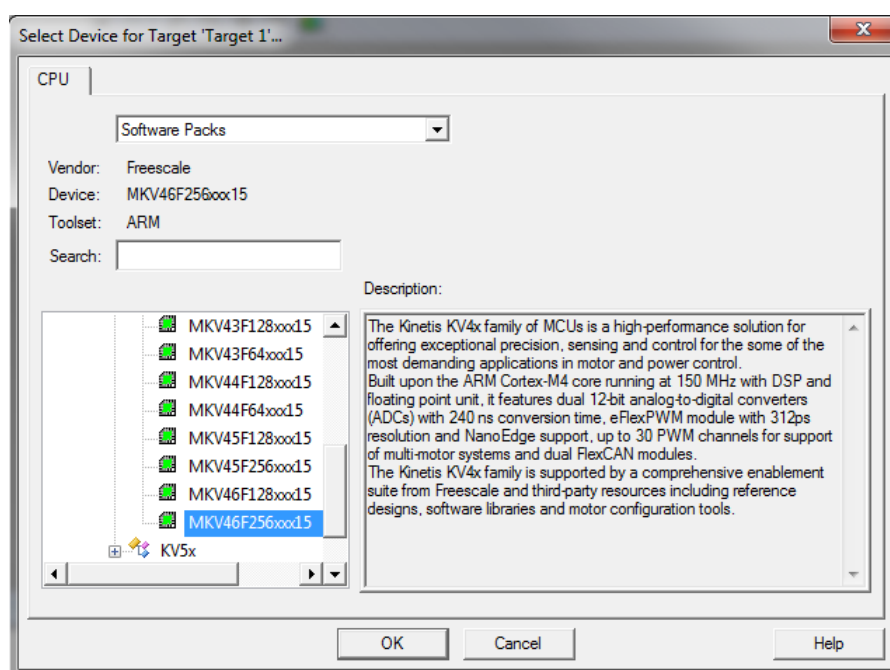 Select Device for Target 'Target 1'...
CPU
Software Packs
Vendor: Freescale
Device: MKV46F256xxx15
Toolset: ARM
Search:
Description:
MKV43F128xxx15
MKV43F64xxx15
MKV44F128xxx15
MKV44F64xxx15
MKV45F128xxx15
MKV45F256xxx15
MKV46F128xxx15
MKV46F256xxx15
KV5x
The Kinetis KV4x family of MCUs is a high-performance solution for
offering exceptional precision, sensing and control for the some of the
most demanding applications in motor and power control.
Built upon the ARM Cortex-M4 core running at 150 MHz with DSP and
floating point unit, it features dual 12-bit analog-to-digital converters
(ADCs) with 240 ns conversion time, eFlexPWM module with 312ps
resolution and NanoEdge support, up to 30 PWM channels for support
of multi-motor systems and dual FlexCAN modules.
The Kinetis KV4x family is supported by a comprehensive enablement
suite from Freescale and third-party resources including reference
designs, software libraries and motor configuration tools.
OK
Cancel
Help